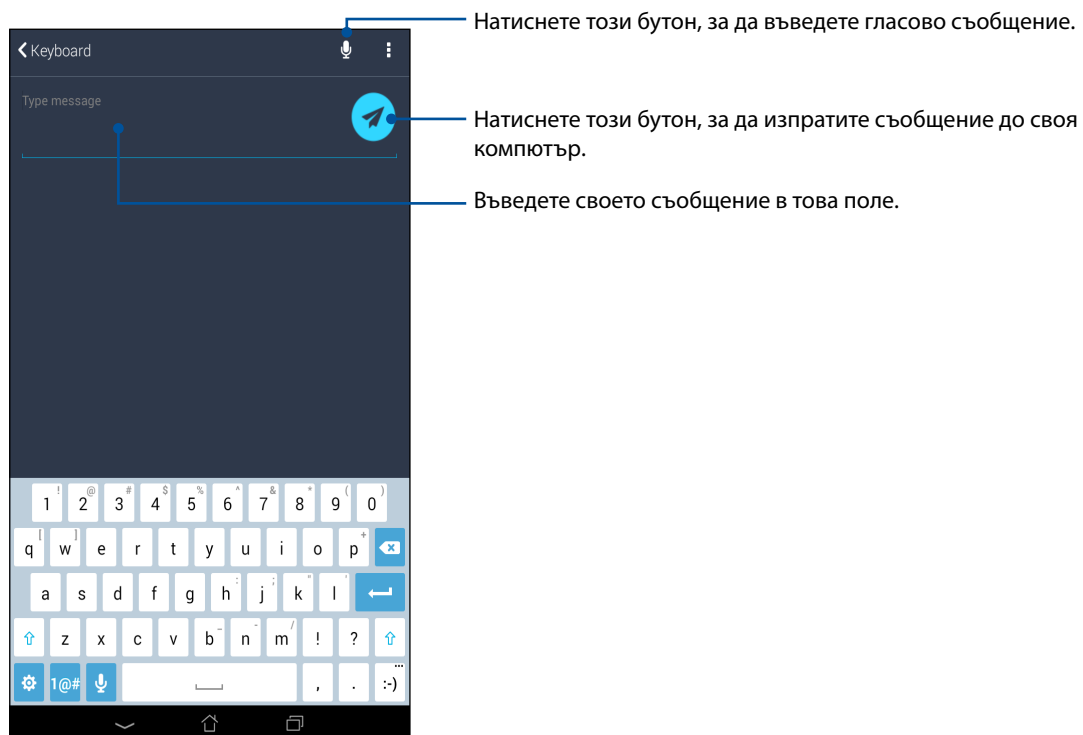 Натиснете този бутон, за да въведете гласово съобщение.
Keyboard
Type message
Натиснете този бутон, за да изпратите съобщение до своя
компютър.
Въведете своето съобщение в това поле.
! @ # $ % ^ & * ( )
1 2 3 4 5 6 7 8 9 0
[ ] +
q w e r t y u i o p
: ; " '
a s d f g h j k l
_ - /
z x c v b n m ! ?
1@# , . ... :-)